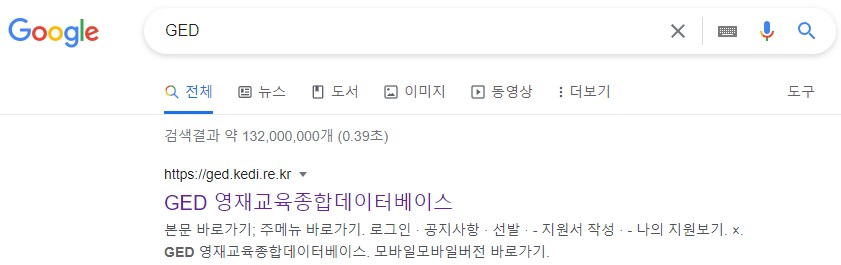 Google GED
전체 뉴스 도서 이미지 동영상 더보기 도구
검색결과 약 132,000,000개 (0.39초)
https://ged.kedi.re.kr
GED 영재교육종합데이터베이스
본문 바로가기; 주메뉴 바로가기. 로그인 · 공지사항 · 선발 · - 지원서 작성 · - 나의 지원보기. ×.
GED 영재교육종합데이터베이스. 모바일모바일버전 바로가기.